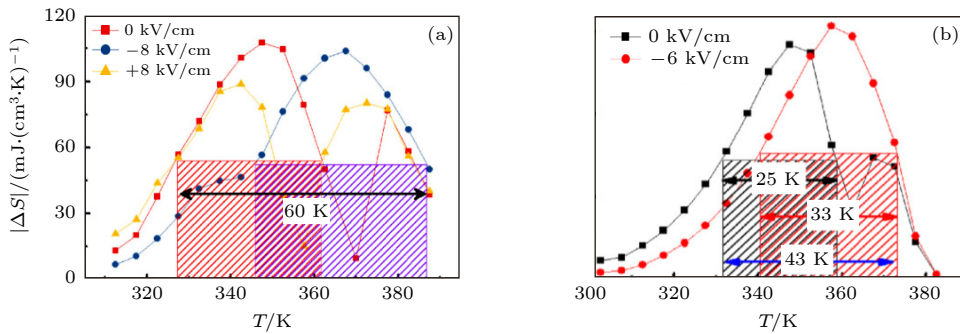 120
90
60
30
0
|ΔS|/(mJ·(cm³·K)⁻¹
0 kV/cm
−8 kV/cm
+8 kV/cm
(a)
60 K
320 340 360 380
T/K
0 kV/cm
−6 kV/cm
(b)
25 K
33 K
43 K
300 320 340 360 380
T/K